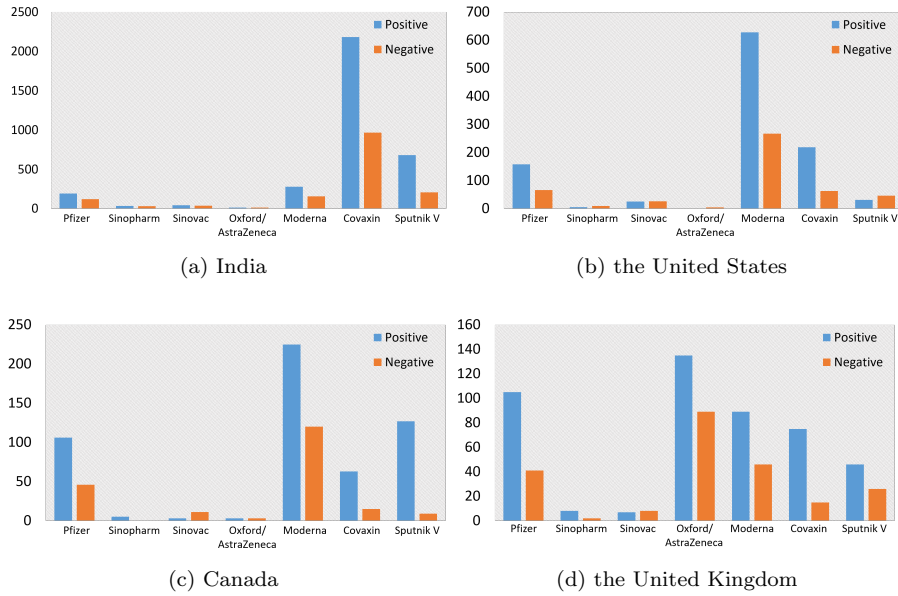 2500
2000
1500
1000
500
0
Positive
Negative
Pfizer Sinopharm Sinovac Oxford/ Moderna Covaxin Sputnik V
AstraZeneca
(a) India
700
600
500
400
300
200
100
0
Positive
Negative
Pfizer Sinopharm Sinovac Oxford/ Moderna Covaxin Sputnik V
AstraZeneca
(b) the United States
250
200
150
100
50
0
Positive
Negative
Pfizer Sinopharm Sinovac Oxford/ Moderna Covaxin Sputnik V
AstraZeneca
(c) Canada
160
140
120
100
80
60
40
20
0
Positive
Negative
Pfizer Sinopharm Sinovac Oxford/ Moderna Covaxin Sputnik V
AstraZeneca
(d) the United Kingdom